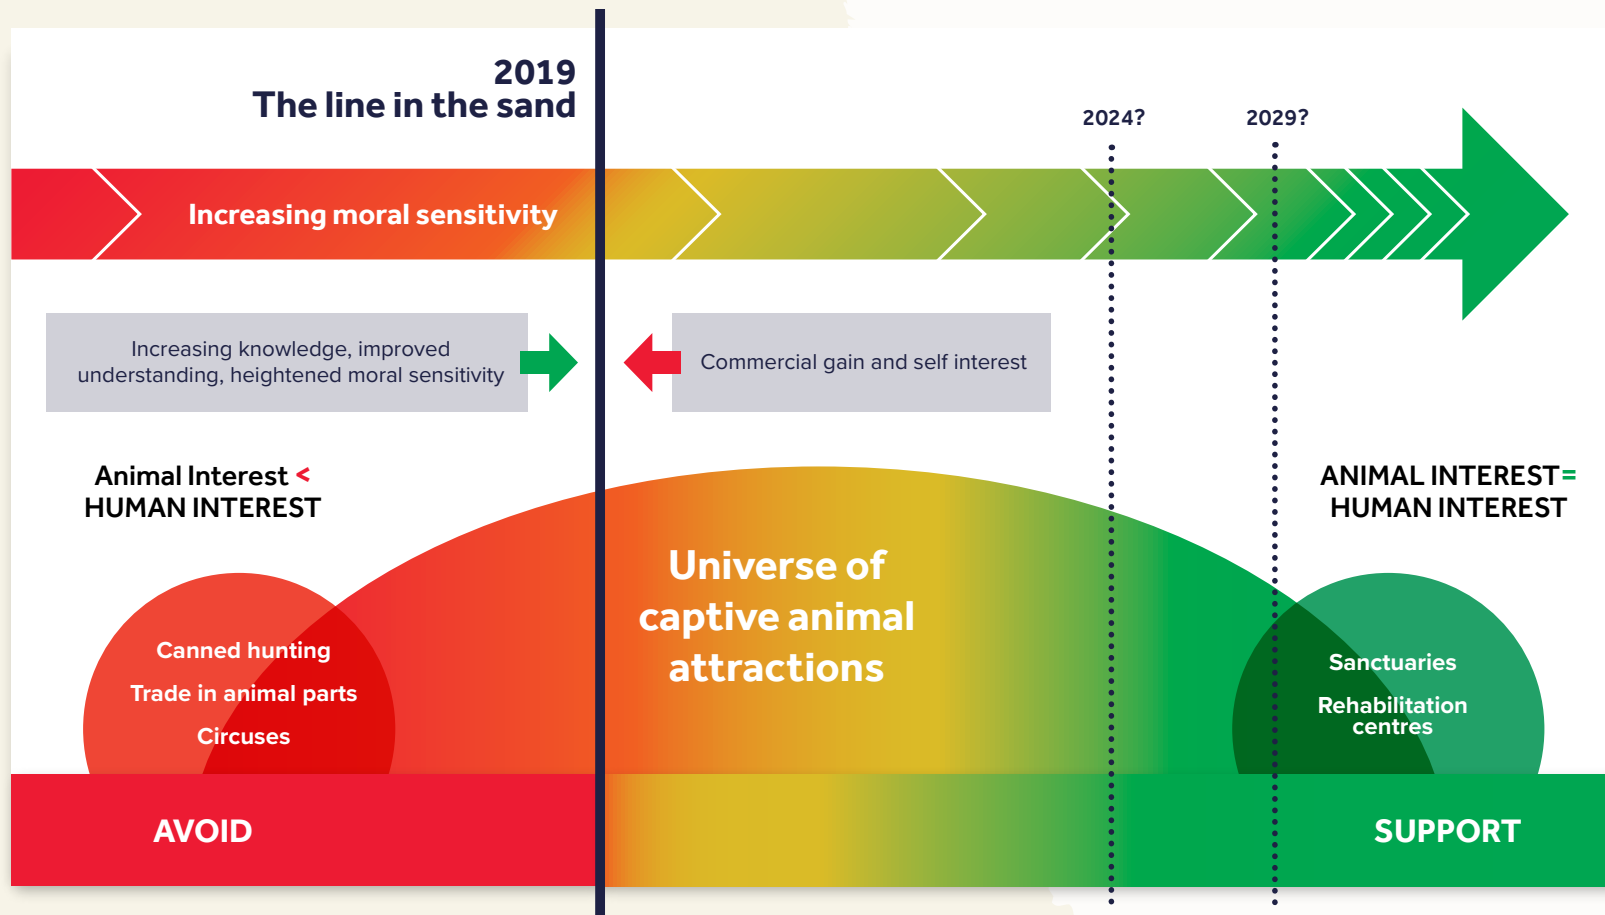 2019
The line in the sand
2024?
2029?
Increasing moral sensitivity
Increasing knowledge, improved
understanding, heightened moral sensitivity
Commercial gain and self interest
Animal Interest <
HUMAN INTEREST
ANIMAL INTEREST=
HUMAN INTEREST
Universe of
captive animal
attractions
Canned hunting
Trade in animal parts
Circuses
Sanctuaries
Rehabilitation
centres
AVOID
SUPPORT